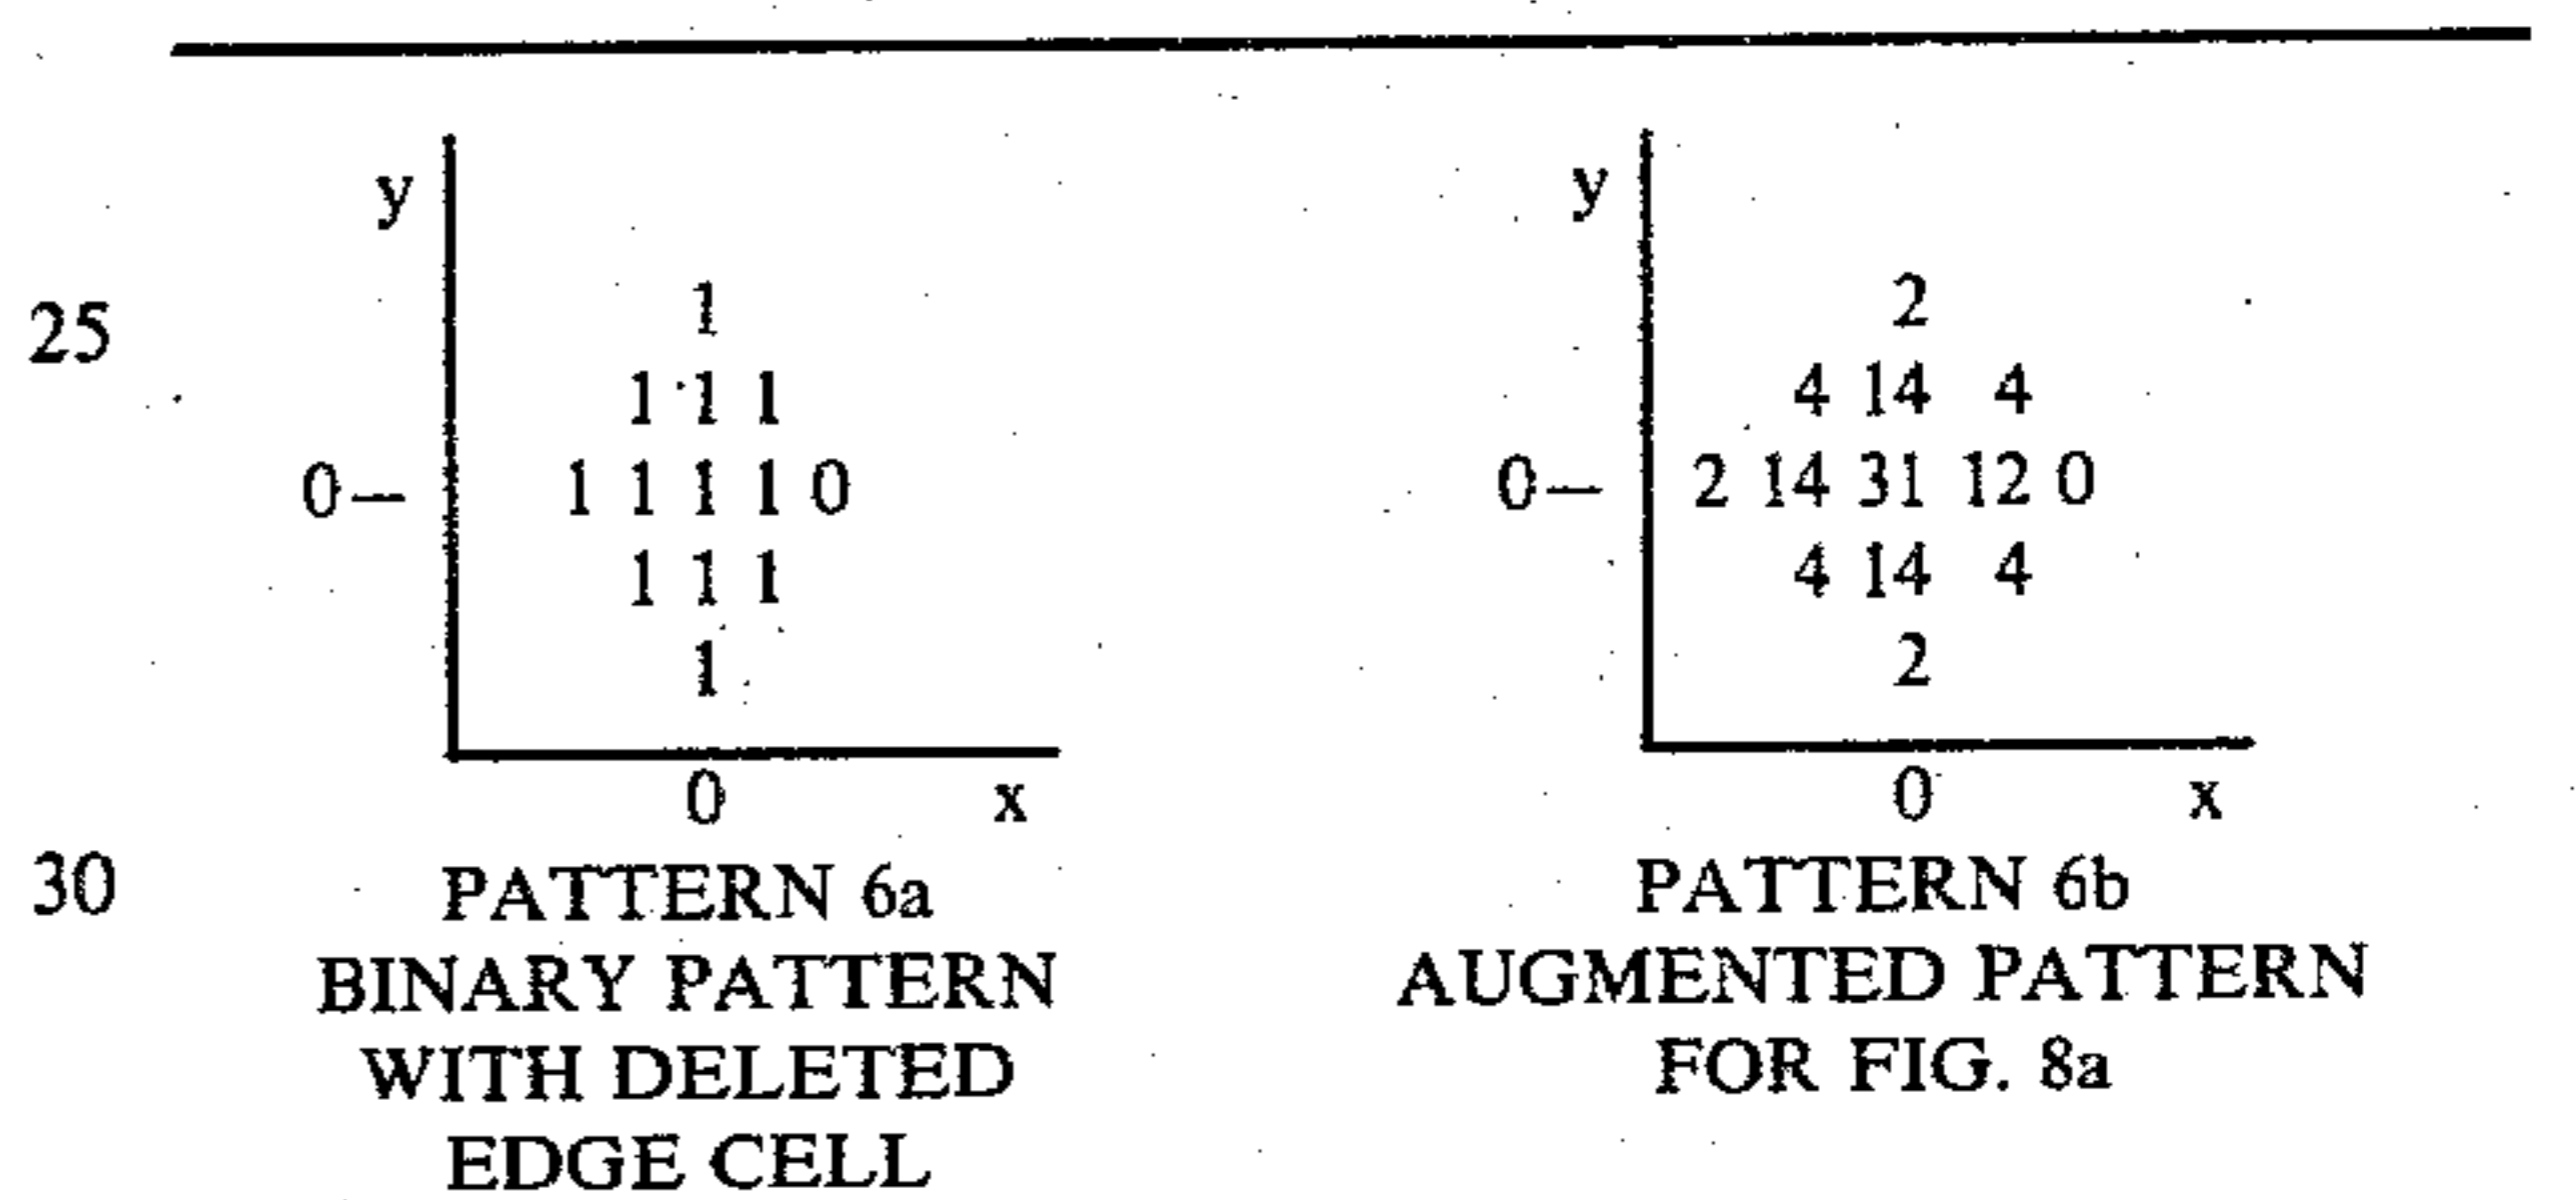 y y
25 1 2
1 1 1 4 14 4
0— 1 1 1 1 0 0— 2 14 31 12 0
1 1 1 4 14 4
1 2
0 x 0 x
30 PATTERN 6a PATTERN 6b
BINARY PATTERN AUGMENTED PATTERN
WITH DELETED FOR FIG. 8a
EDGE CELL